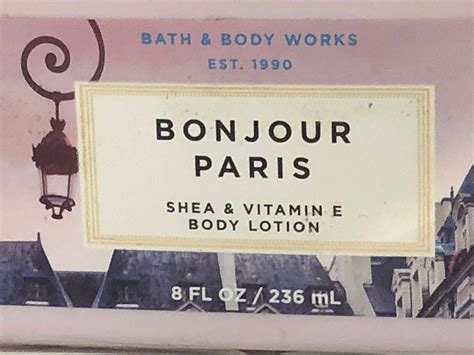 BATH & BODY WORKS
EST. 1990
BONJOUR
PARIS
SHEA & VITAMIN E
BODY LOTION
8 FL OZ / 236 mL